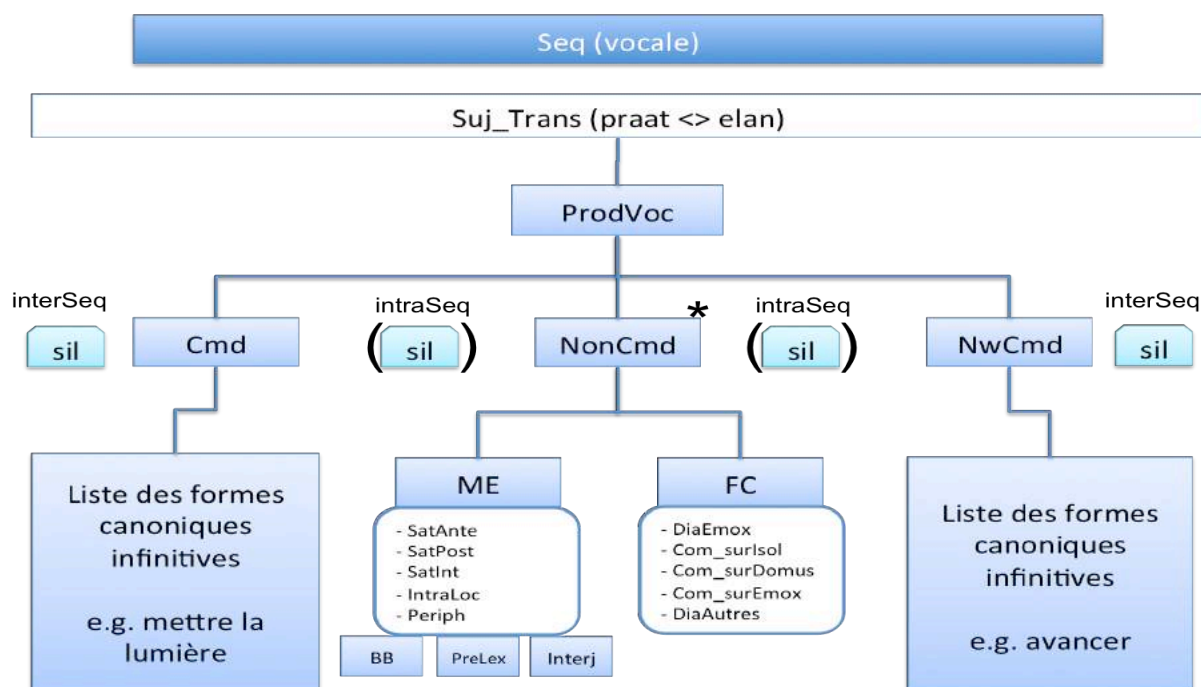 Seq (vocale)
Suj_Trans (praat <> elan)
ProdVoc
interSeq
sil
Cmd
intraSeq
(sil)
NonCmd *
intraSeq
(sil)
NwCmd
interSeq
sil
Liste des formes
canoniques
infinitives
e.g. mettre la
lumière
ME
- SatAnte
- SatPost
- SatInt
- IntraLoc
- Periph
BB
PreLex
Interj
FC
- DiaEmox
- Com_surIsol
- Com_surDomus
- Com_surEmox
- DiaAutres
Liste des formes
canoniques
infinitives
e.g. avancer